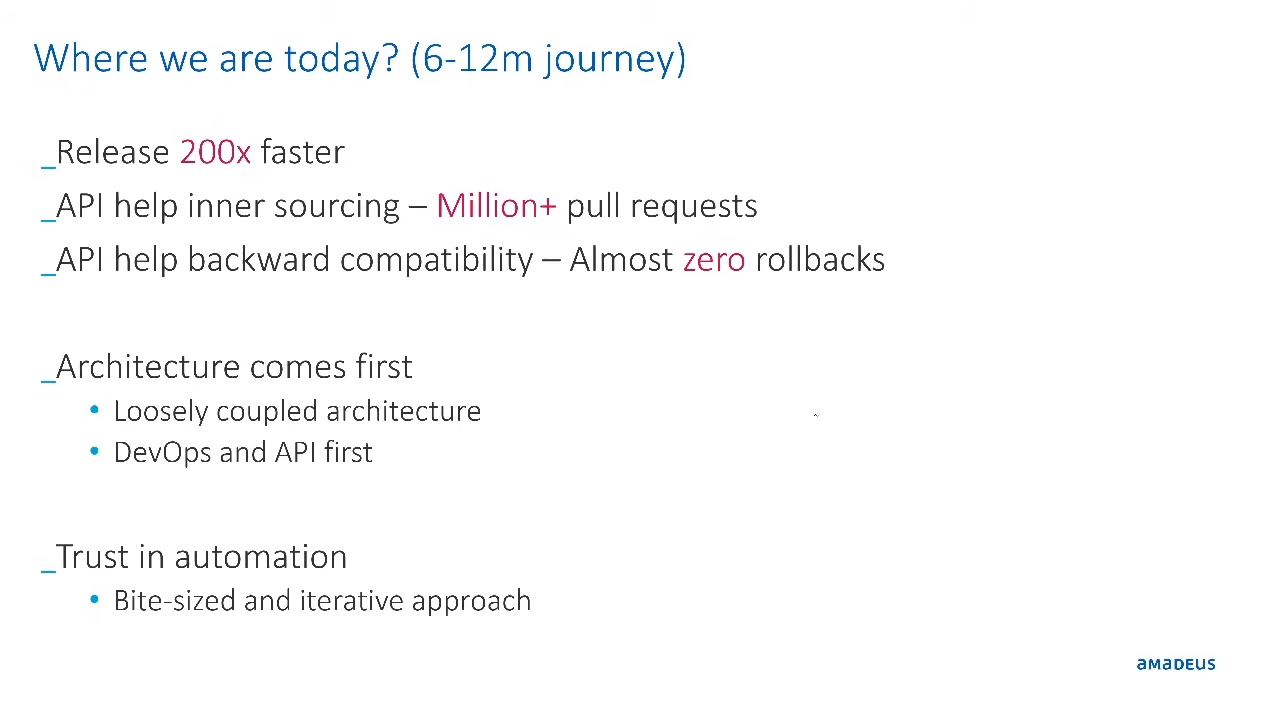 Where we are today? (6-12m journey)
_Release 200x faster
_API help inner sourcing – Million+ pull requests
_API help backward compatibility – Almost zero rollbacks
_Architecture comes first
• Loosely coupled architecture
• DevOps and API first
_Trust in automation
• Bite-sized and iterative approach
amadeus